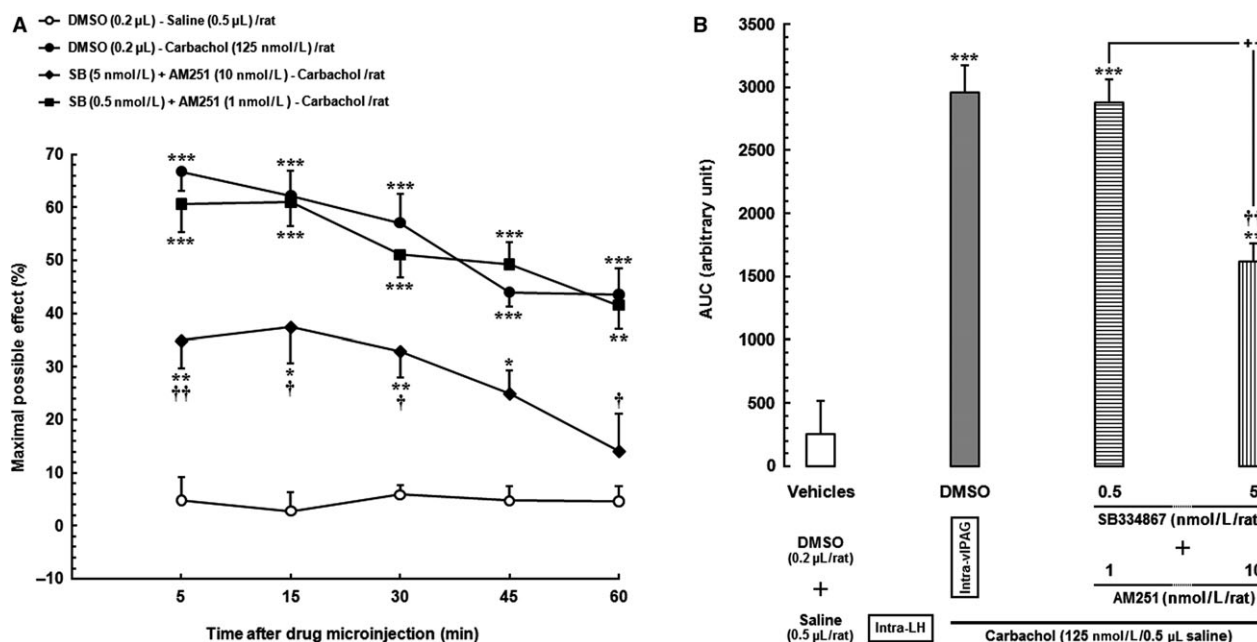 A
DMSO (0.2 µL) - Saline (0.5 µL) /rat
DMSO (0.2 µL) - Carbachol (125 nmol/L) /rat
SB (5 nmol/L) + AM251 (10 nmol/L) - Carbachol /rat
SB (0.5 nmol/L) + AM251 (1 nmol/L) - Carbachol /rat
Maximal possible effect (%)
70
60
50
40
30
20
10
0
–10
*** *** *** *** ***
*** *** *** *** **
** * ** * †
†† † †
5 15 30 45 60
Time after drug microinjection (min)
B
AUC (arbitrary unit)
3500
3000
2500
2000
1500
1000
500
0
***
***
††
**
Vehicles DMSO 0.5 5
SB334867 (nmol/L/rat
DMSO
(0.2 µL/rat)
+
Saline
(0.5 µL/rat)
Intra-LH
Intra-vlPAG
+
1 10
AM251 (nmol/L/rat)
Carbachol (125 nmol/L/0.5 µL saline)